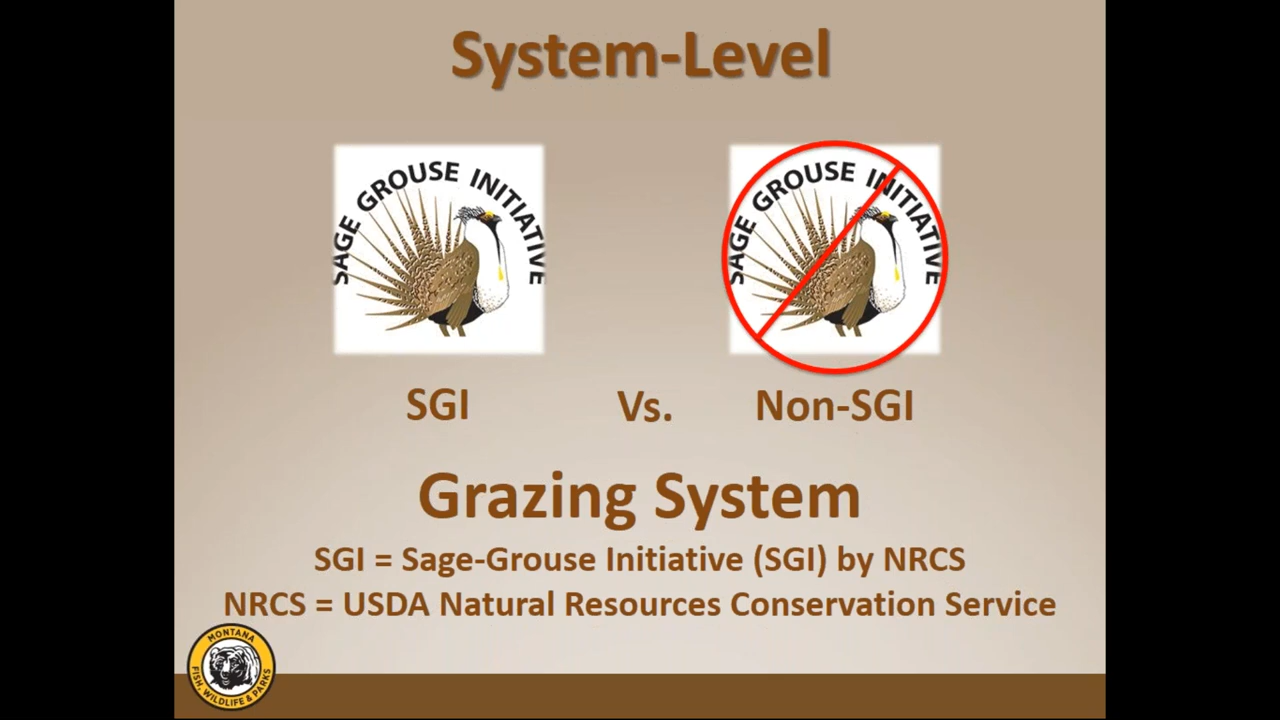 System-Level
SAGE GROUSE INITIATIVE
SAGE GROUSE INITIATIVE
SGI Vs. Non-SGI
Grazing System
SGI = Sage-Grouse Initiative (SGI) by NRCS
NRCS = USDA Natural Resources Conservation Service
MONTANA
FISH, WILDLIFE & PARKS